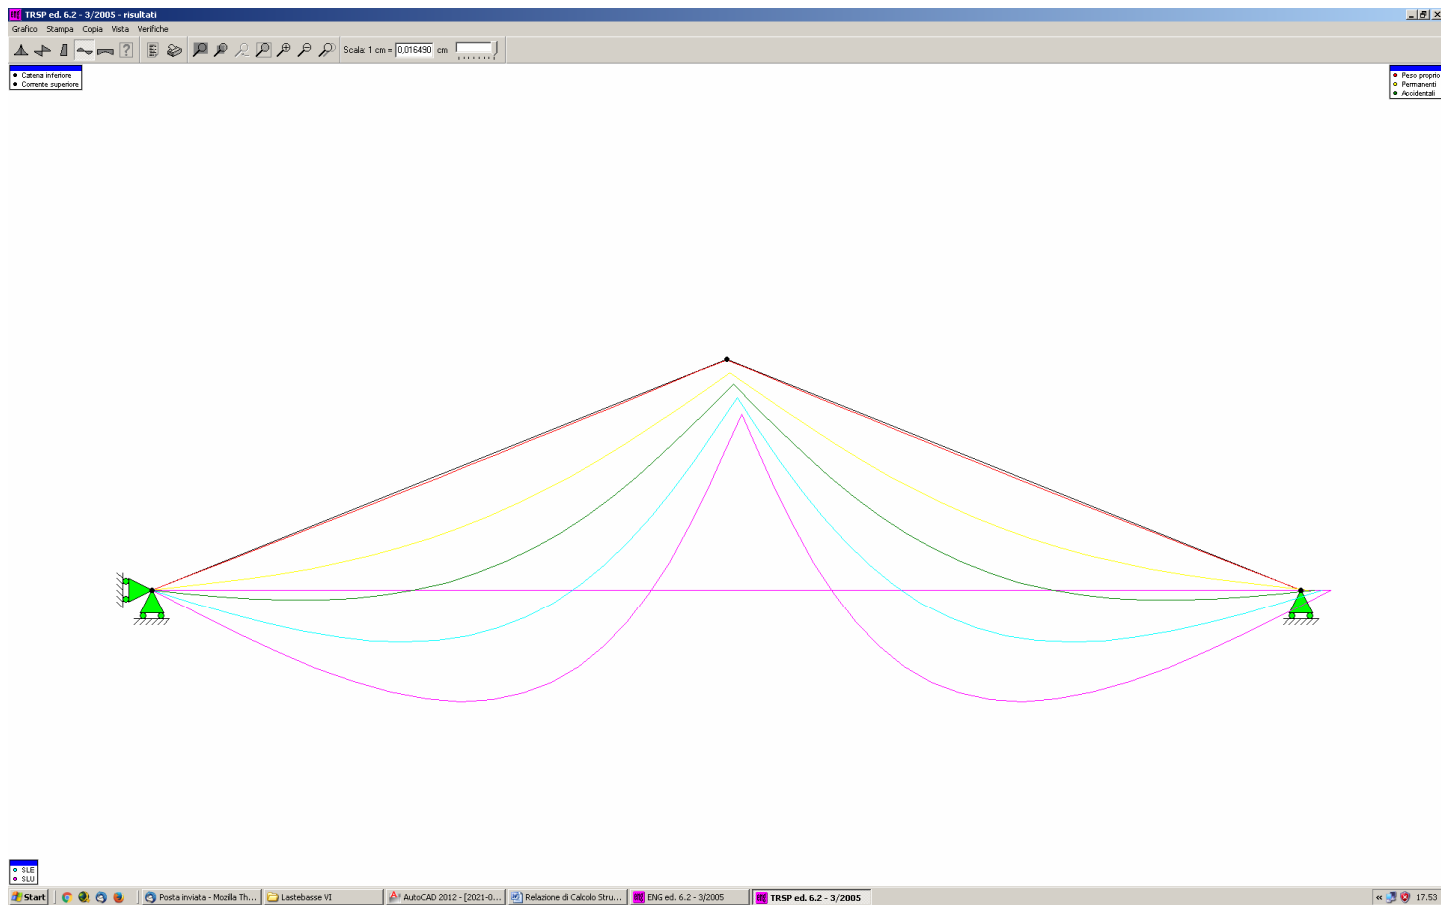 TRSP ed. 6.2 - 3/2005 - risultati
Grafico Stampa Copia Vista Verifiche
Scala: 1 cm = 0,016490 cm
Catena inferiore
Corrente superiore
Peso proprio
Permanenti
Accidentali
SLE
SLU
Start Posta inviata - Mozilla Th... Lastebasse VI AutoCAD 2012 - [2021-0... Relazione di Calcolo Stru... ENG ed. 6.2 - 3/2005 TRSP ed. 6.2 - 3/2005 « 17.53